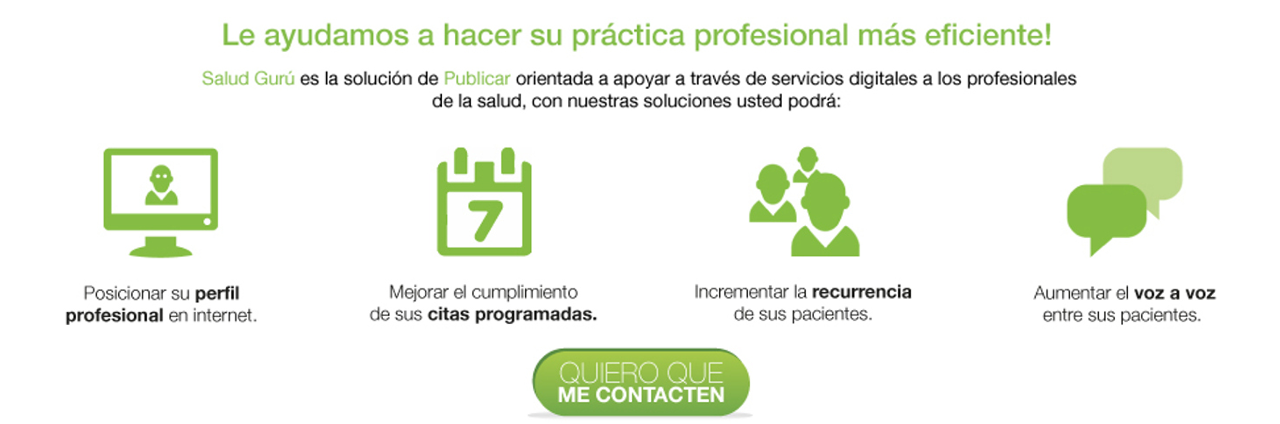 Le ayudamos a hacer su práctica profesional más eficiente!
Salud Gurú es la solución de Publicar orientada a apoyar a través de servicios digitales a los profesionales
de la salud, con nuestras soluciones usted podrá:
7
Posicionar su perfil
profesional en internet.
Mejorar el cumplimiento
de sus citas programadas.
Incrementar la recurrencia
de sus pacientes.
Aumentar el voz a voz
entre sus pacientes.
QUIERO QUE
ME CONTACTEN